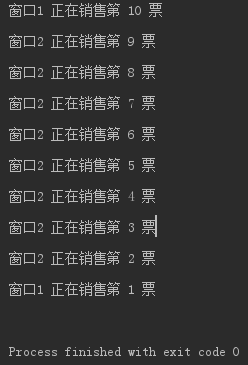 窗口1 正在销售第 10 票
窗口2 正在销售第 9 票
窗口2 正在销售第 8 票
窗口2 正在销售第 7 票
窗口2 正在销售第 6 票
窗口2 正在销售第 5 票
窗口2 正在销售第 4 票
窗口2 正在销售第 3 票
窗口2 正在销售第 2 票
窗口1 正在销售第 1 票
Process finished with exit code 0